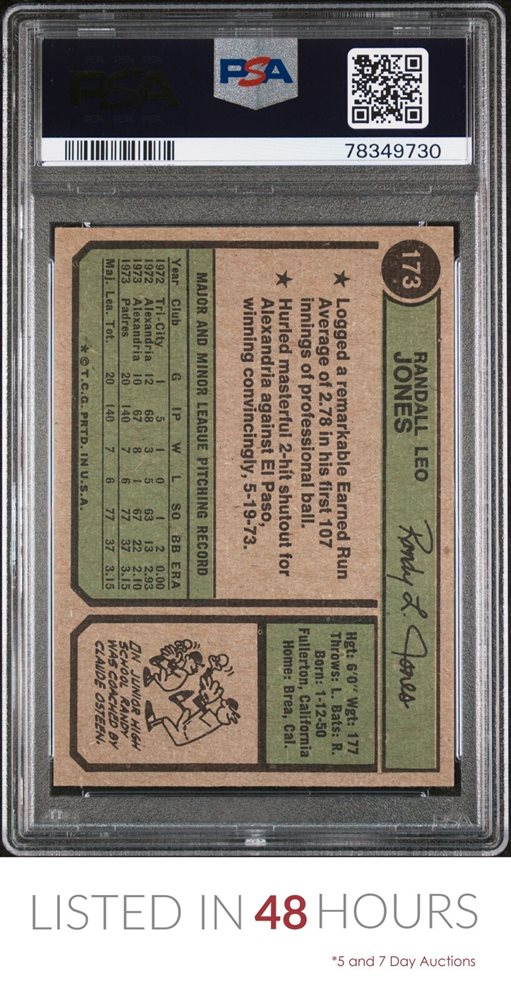 PSA
PSA
PSA PSA PSA
78349730
173
RANDALL LEO
JONES
Randy L. Jones
★ Logged a remarkable Earned Run
Average of 2.78 in his first 107
innings of professional ball.
★ Hurled masterful 2-hit shutout for
Alexandria against El Paso,
winning convincingly, 5-19-73.
MAJOR AND MINOR LEAGUE PITCHING RECORD
Year Club G IP W L SO BB ERA
1972 Tri-City 1 5 1 0 1 2 0.00
1972 Alexandria 12 68 3 5 63 13 2.93
1973 Alexandria 10 67 8 1 67 22 2.10
1973 Padres 20 140 7 6 77 37 3.15
Maj. Lea. Tot. 20 140 7 6 77 37 3.15
★ © T.C.G. PRTD. IN U.S.A.
Hgt: 6'0" Wgt: 177
Throws: L. Bats: R.
Born: 1-12-50
Fullerton, California
Home: Brea, Cal.
IN JUNIOR HIGH
SCHOOL RANDY
WAS COACHED BY
CLAUDE OSTEEN.
LISTED IN 48 HOURS
*5 and 7 Day Auctions